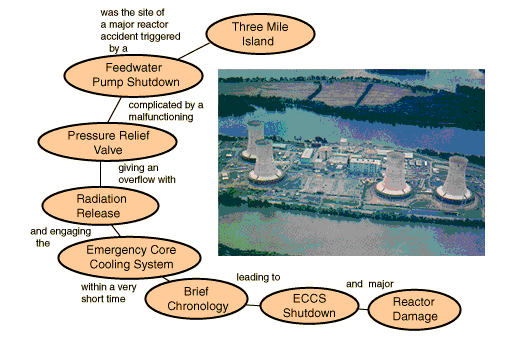 was the site of
a major reactor
accident triggered
by a
Three Mile
Island
Feedwater
Pump Shutdown
complicated by a
malfunctioning
Pressure Relief
Valve
giving an
overflow with
Radiation
Release
and engaging
the
Emergency Core
Cooling System
within a very
short time
Brief
Chronology
leading to
ECCS
Shutdown
and major
Reactor
Damage